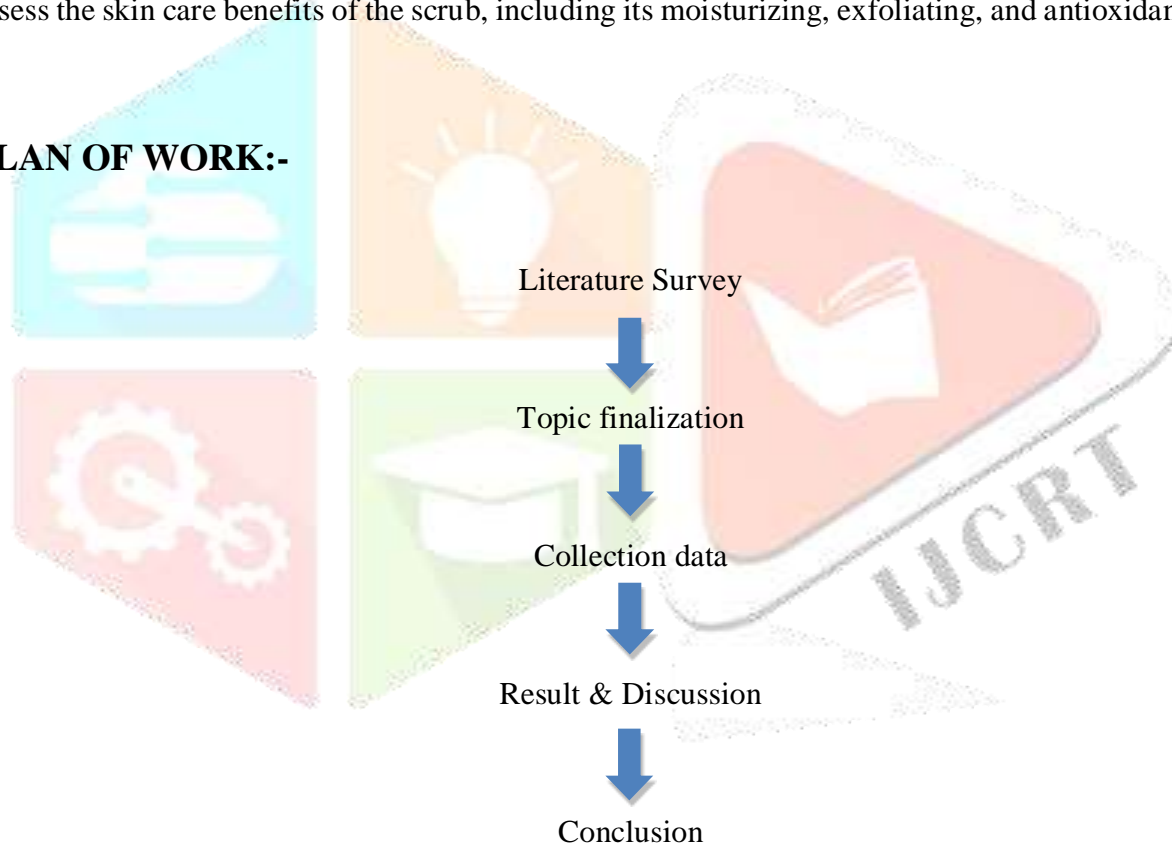 sess the skin care benefits of the scrub, including its moisturizing, exfoliating, and antioxidan
LAN OF WORK:-
Literature Survey
Topic finalization
Collection data
IJCRT
Result & Discussion
Conclusion